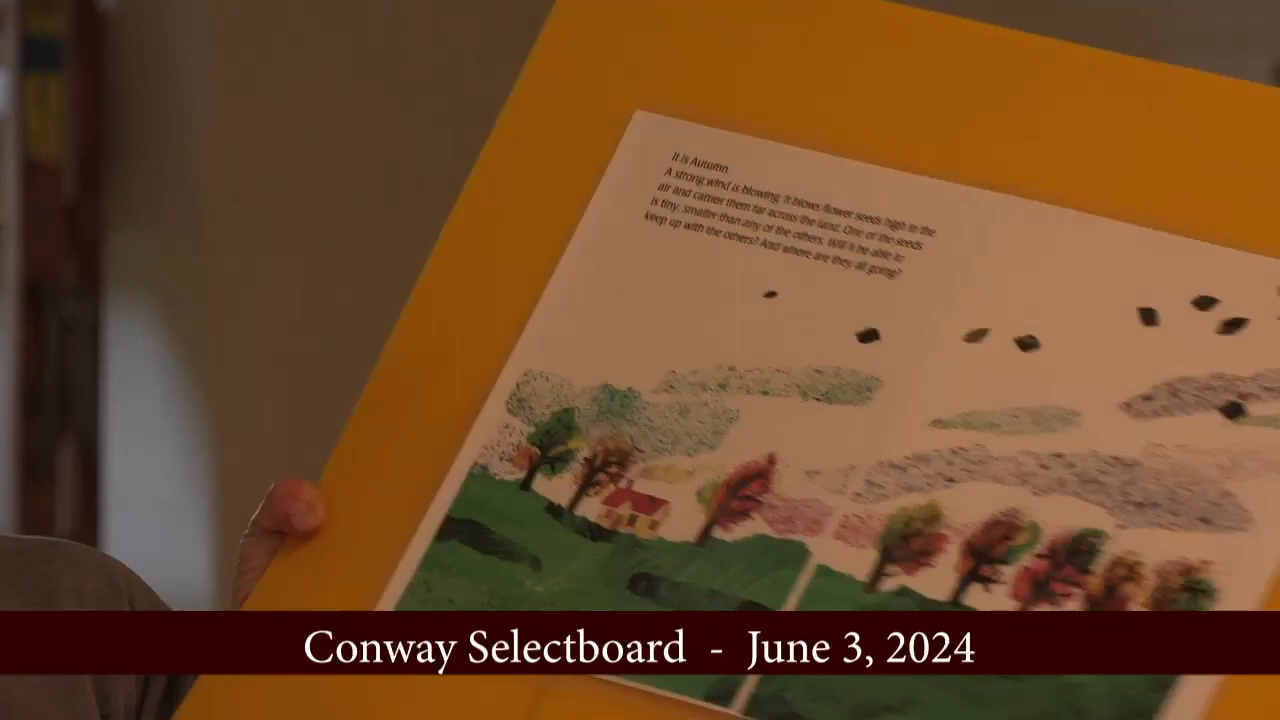 It is Autumn.
A strong wind is blowing. It blows flower seeds high in the
air and carries them far across the land. One of the seeds
is tiny, smaller than any of the others. Will it be able to
keep up with the others? And where are they all going?
Conway Selectboard - June 3, 2024